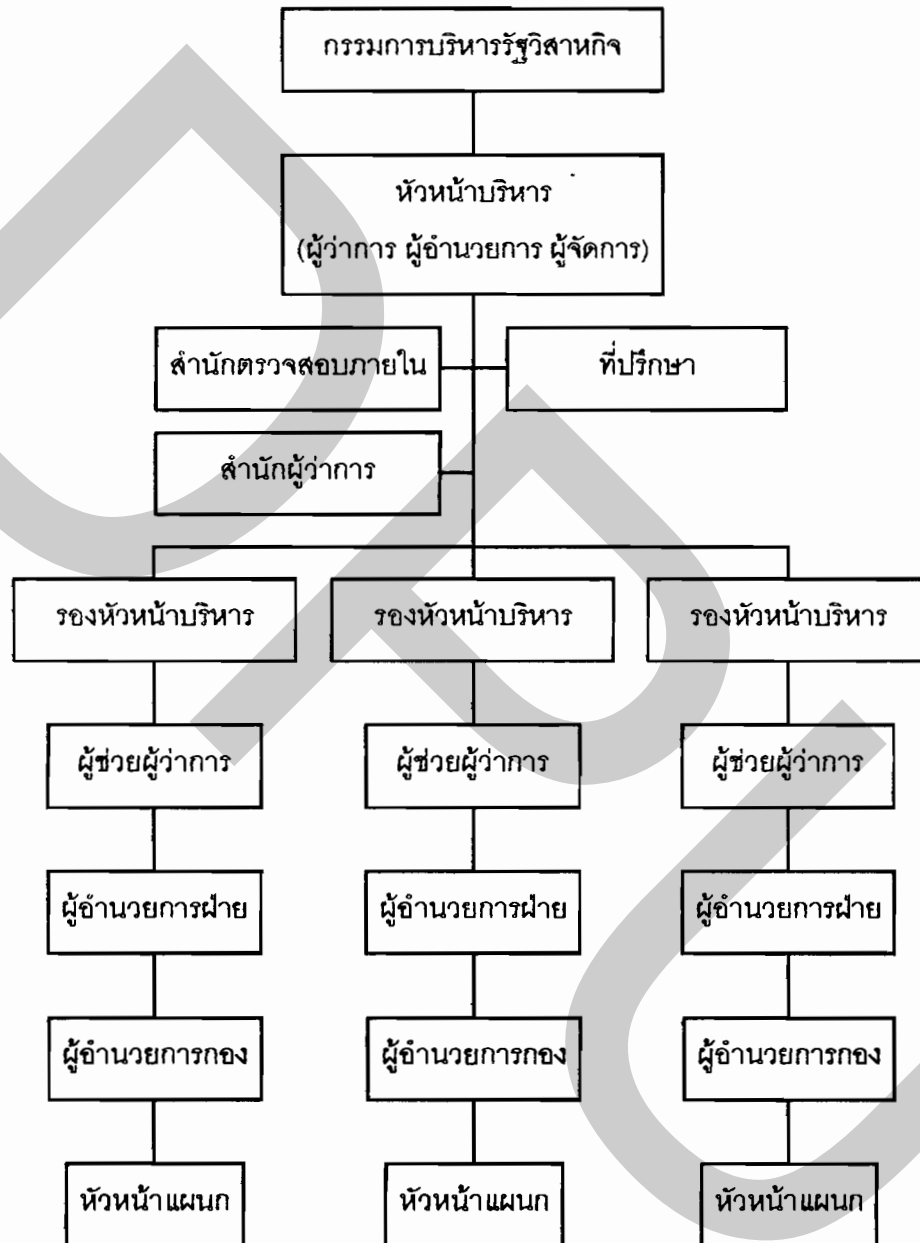 กรรมการบริหารรัฐวิสาหกิจ
หัวหน้าบริหาร
(ผู้ว่าการ ผู้อำนวยการ ผู้จัดการ)
สำนักตรวจสอบภายใน
ที่ปรึกษา
สำนักผู้ว่าการ
รองหัวหน้าบริหาร
รองหัวหน้าบริหาร
รองหัวหน้าบริหาร
ผู้ช่วยผู้ว่าการ
ผู้ช่วยผู้ว่าการ
ผู้ช่วยผู้ว่าการ
ผู้อำนวยการฝ่าย
ผู้อำนวยการฝ่าย
ผู้อำนวยการฝ่าย
ผู้อำนวยการกอง
ผู้อำนวยการกอง
ผู้อำนวยการกอง
หัวหน้าแผนก
หัวหน้าแผนก
หัวหน้าแผนก